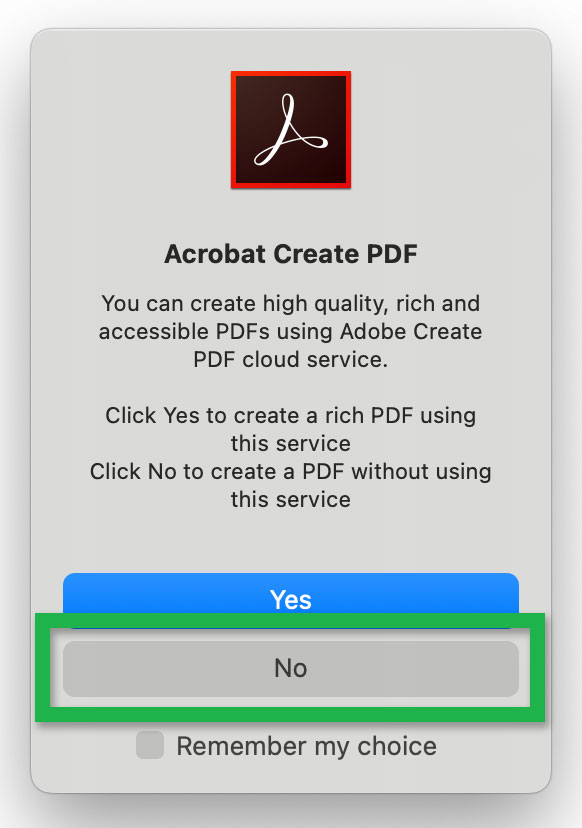 Acrobat Create PDF
You can create high quality, rich and
accessible PDFs using Adobe Create
PDF cloud service.
Click Yes to create a rich PDF using
this service
Click No to create a PDF without using
this service
Yes
No
Remember my choice